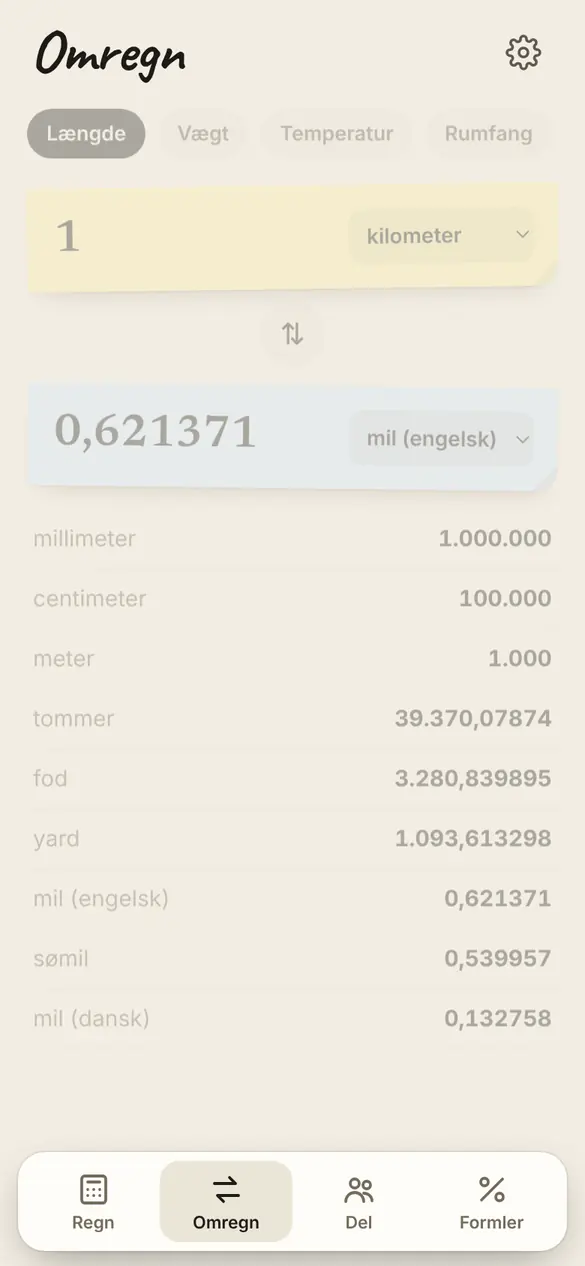 Omregn
Længde Vægt Temperatur Rumfang
1 kilometer
0,621371 mil (engelsk)
millimeter 1.000.000
centimeter 100.000
meter 1.000
tommer 39.370,07874
fod 3.280,839895
yard 1.093,613298
mil (engelsk) 0,621371
sømil 0,539957
mil (dansk) 0,132758
Regn Omregn Del Formler